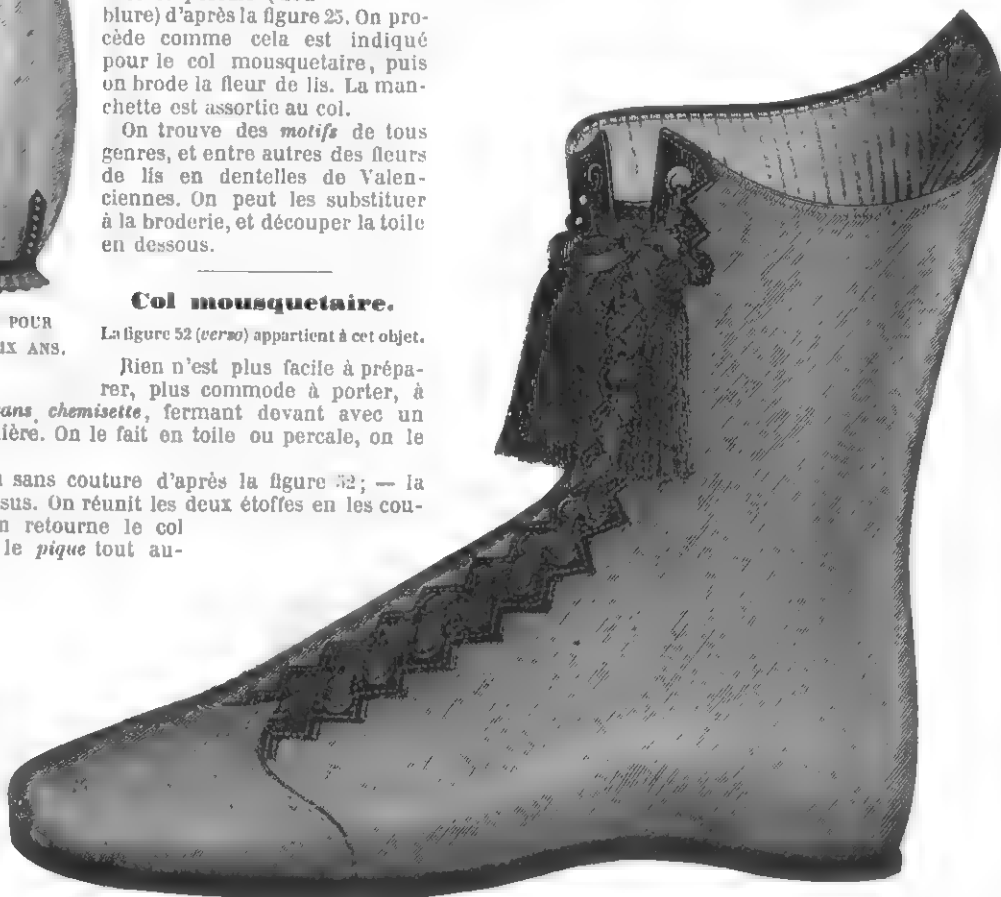 blure) d'après la figure 25. On pro-
cède comme cela est indiqué
pour le col mousquetaire, puis
on brode la fleur de lis. La man-
chette est assortie au col.
On trouve des motifs de tous
genres, et entre autres des fleurs
de lis en dentelles de Valen-
ciennes. On peut les substituer
à la broderie, et découper la toile
en dessous.
Col mousquetaire.
La figure 52 (verso) appartient à cet objet.
Rien n'est plus facile à prépa-
rer, plus commode à porter, à
chemisette, fermant devant avec un
On le fait en toile ou percale, on le
sans couture d'après la figure 52; — la
On réunit les deux étoffes en les cou-
retourne le col
le pique tout au-
POUR
ANS.